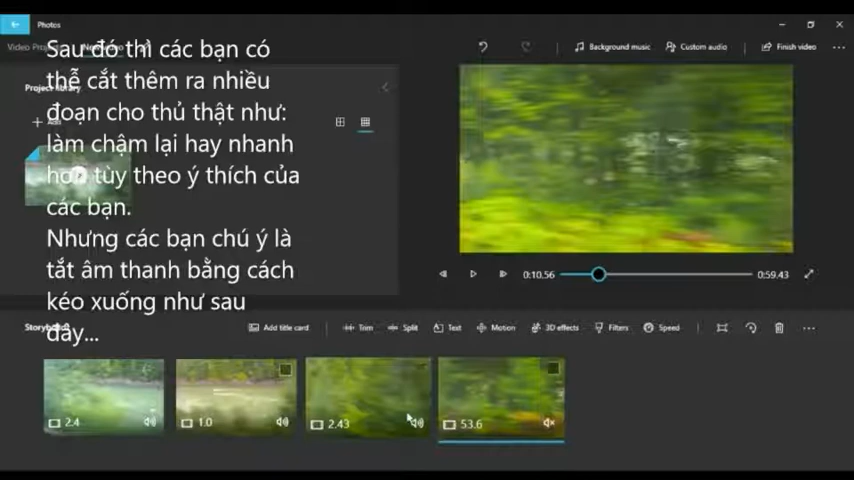 Photos
Sau đó thì các bạn có
thể cắt thêm ra nhiều
đoạn cho thủ thật như:
làm chậm lại hay nhanh
hơn tùy theo ý thích của
các bạn.
Nhưng các bạn chú ý là
tắt âm thanh bằng cách
kéo xuống như sau
đây...
Video
Background music
Custom audio
Finish video
Project library
0:10.56
0:59.43
Add title card
Trim
Split
Text
Motion
3D effects
Filters
Speed
2.4
1.0
2.43
53.6